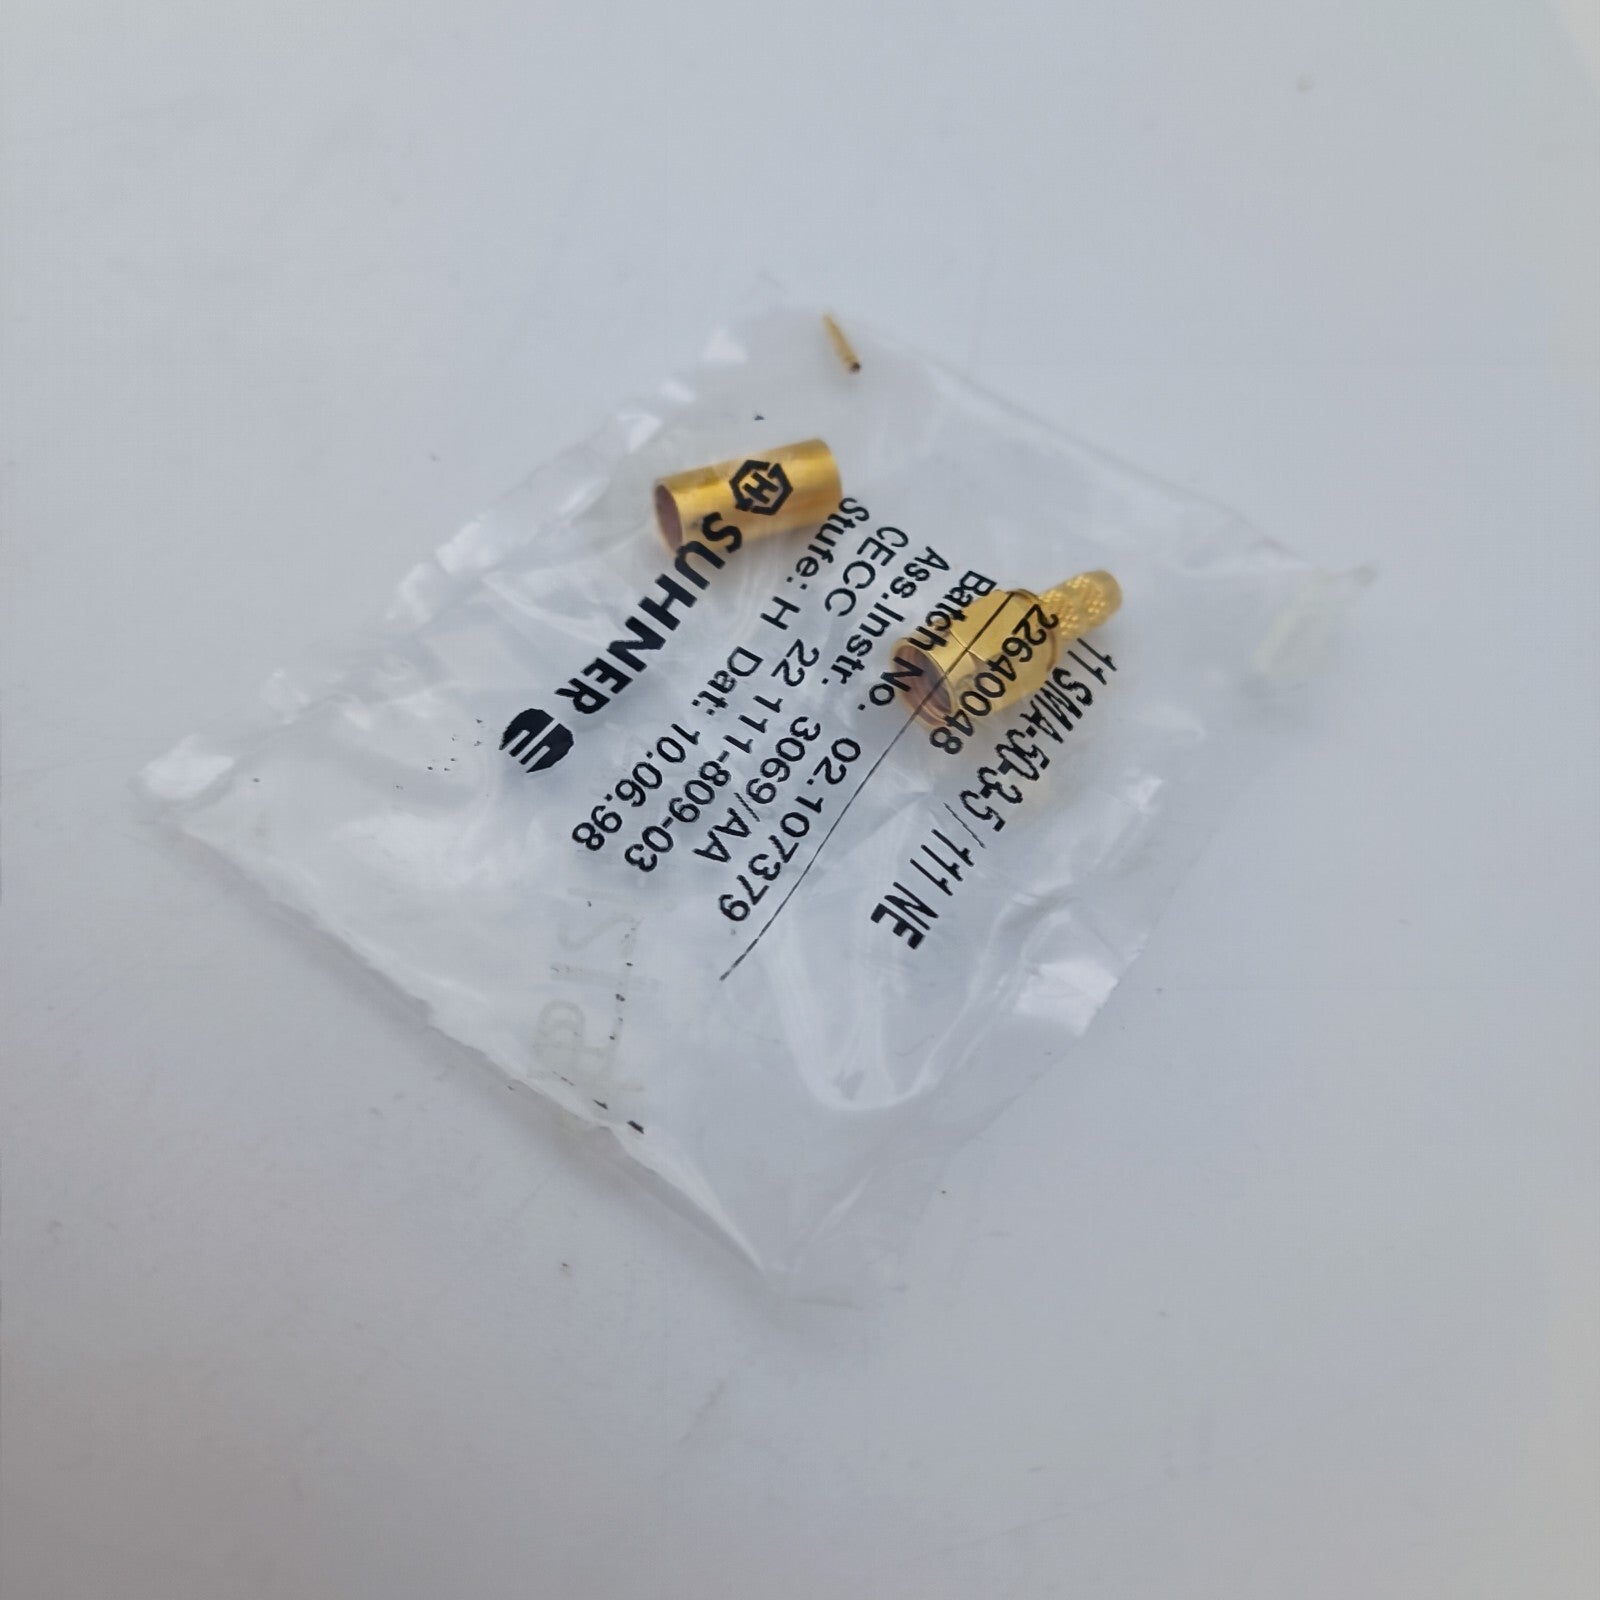 SUHNER
11 SMA-50-3-5/111 NE
22640048
Batch No. 02.107379
Ass.Instr. 3069/AA
CECC 22 111-809-03
Stufe: H Dat: 10.06.98